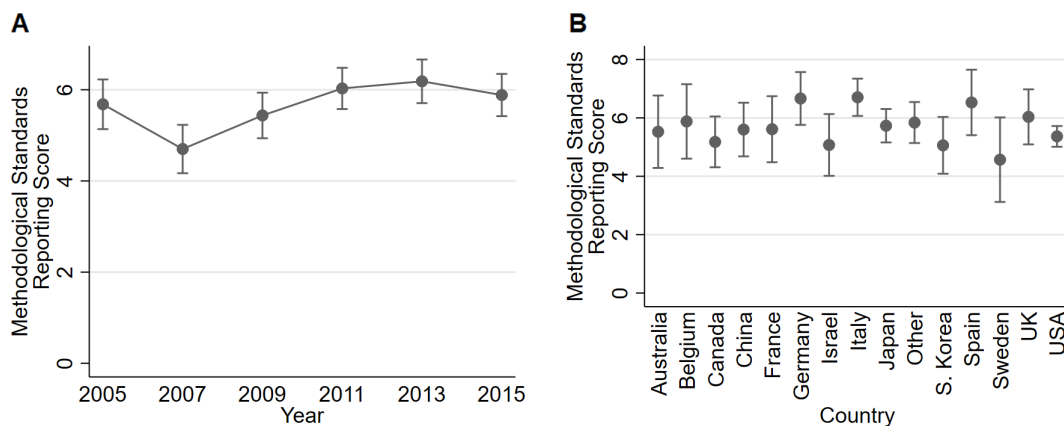 A
Methodological Standards
Reporting Score
6
4
2
0
2005 2007 2009 2011 2013 2015
Year
B
Methodological Standards
Reporting Score
8
6
4
2
0
Australia
Belgium
Canada
China
France
Germany
Israel
Italy
Japan
Other
S. Korea
Spain
Sweden
UK
USA
Country